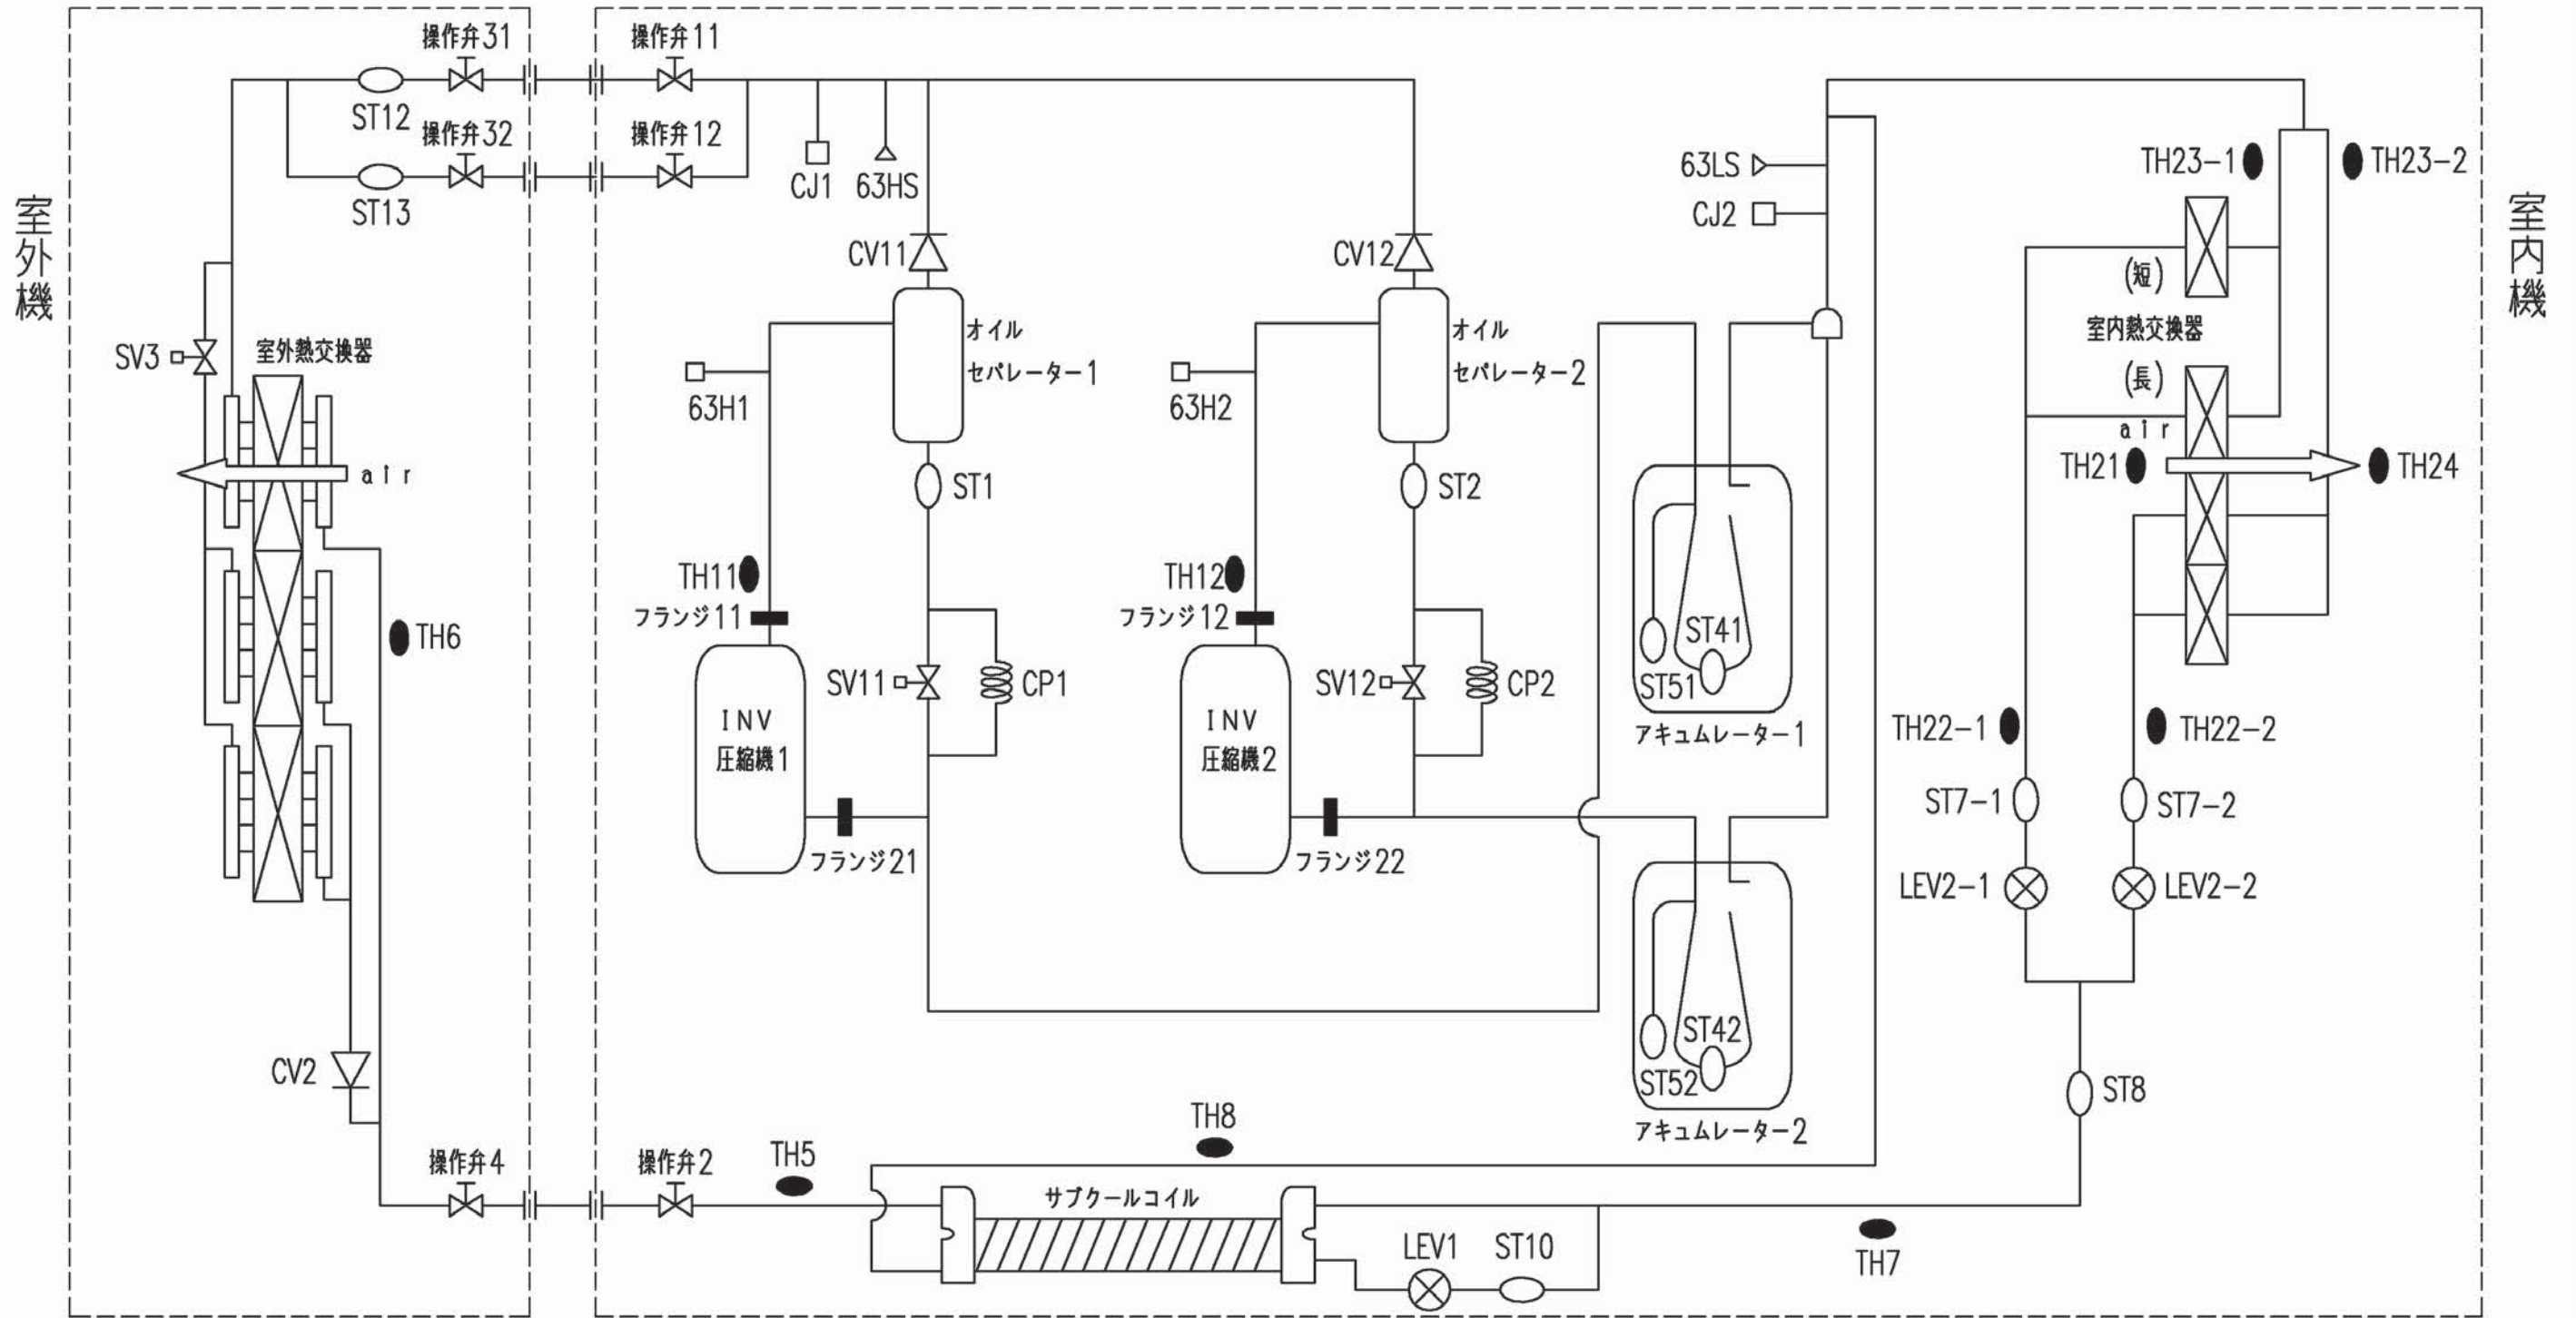 室外機
操作弁31
ST12
操作弁32
ST13
操作弁11
操作弁12
CJ1
63HS
SV3
室外熱交換器
air
TH6
CV2
操作弁4
操作弁2
TH5
CV11
オイル
セパレーター1
63H1
ST1
TH11
フランジ11
SV11
CP1
INV
圧縮機1
フランジ21
CV12
オイル
セパレーター2
63H2
ST2
TH12
フランジ12
SV12
CP2
INV
圧縮機2
フランジ22
63LS
CJ2
ST41
ST51
アキュムレーター1
ST42
ST52
アキュムレーター2
TH8
サブクールコイル
LEV1
ST10
TH7
TH23-1
TH23-2
(短)
室内熱交換器
(長)
air
TH21
TH24
TH22-1
TH22-2
ST7-1
ST7-2
LEV2-1
LEV2-2
ST8
室内機